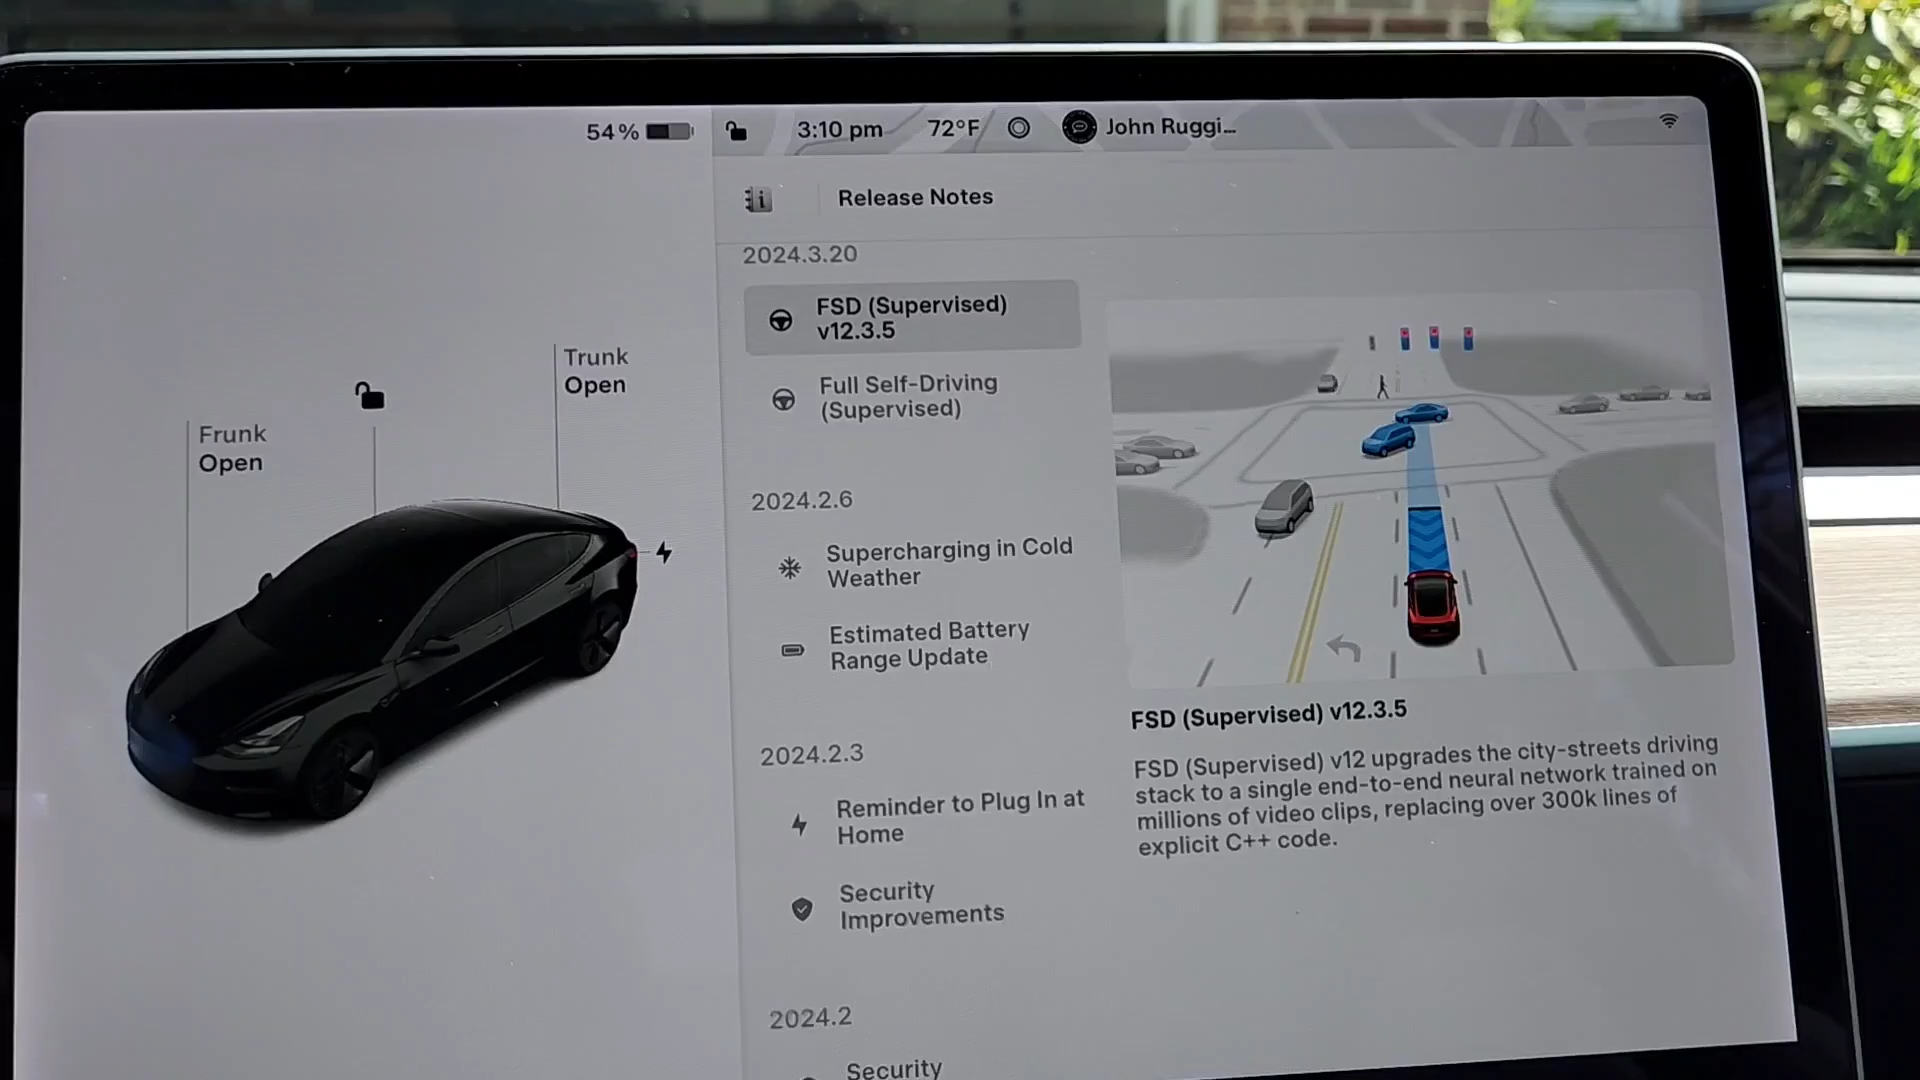 54%
3:10 pm
72°F
John Ruggi...
Release Notes
Trunk
Open
Frunk
Open
2024.3.20
FSD (Supervised)
v12.3.5
Full Self-Driving
(Supervised)
2024.2.6
Supercharging in Cold
Weather
Estimated Battery
Range Update
2024.2.3
Reminder to Plug In at
Home
Security
Improvements
2024.2
Security
FSD (Supervised) v12.3.5
FSD (Supervised) v12 upgrades the city-streets driving
stack to a single end-to-end neural network trained on
millions of video clips, replacing over 300k lines of
explicit C++ code.